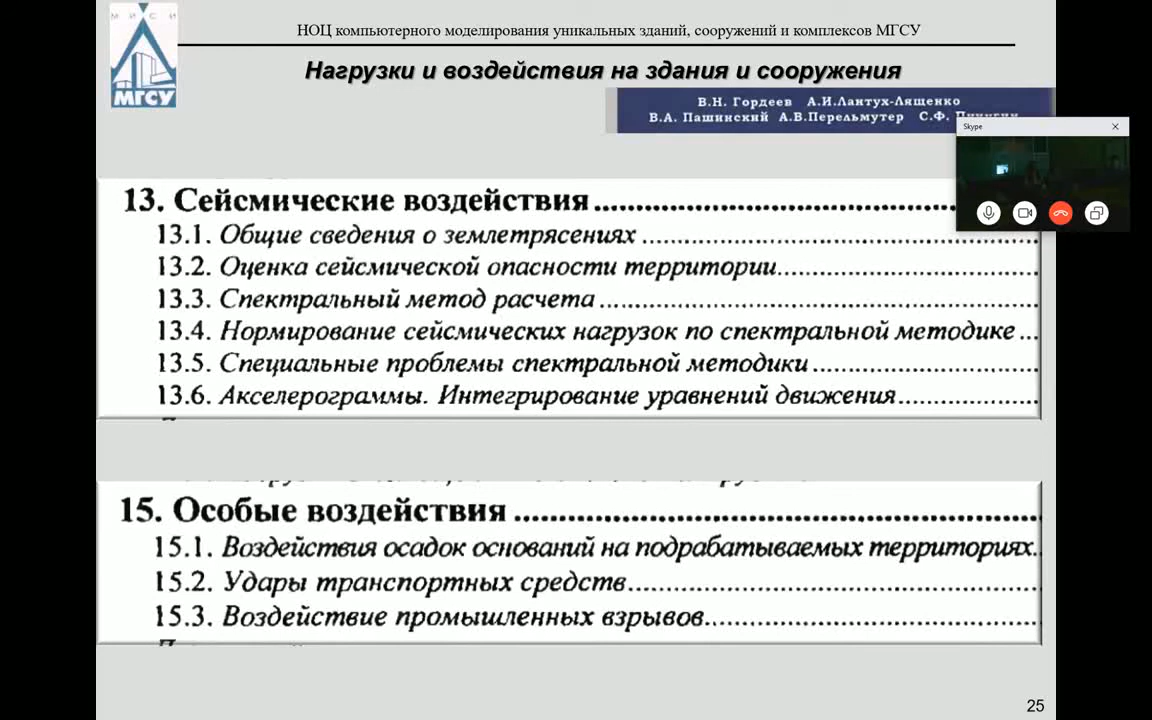 М И С И
МГСУ
НОЦ компьютерного моделирования уникальных зданий, сооружений и комплексов МГСУ
Нагрузки и воздействия на здания и сооружения
В.Н. Гордеев А.И.Лантух-Лященко
В.А. Пашинский А.В.Перельмутер С.Ф.
Skype
13. Сейсмические воздействия
13.1. Общие сведения о землетрясениях
13.2. Оценка сейсмической опасности территории
13.3. Спектральный метод расчета
13.4. Нормирование сейсмических нагрузок по спектральной методике
13.5. Специальные проблемы спектральной методики
13.6. Акселерограммы. Интегрирование уравнений движения
15. Особые воздействия
15.1. Воздействия осадок оснований на подрабатываемых территориях
15.2. Удары транспортных средств
15.3. Воздействие промышленных взрывов
25